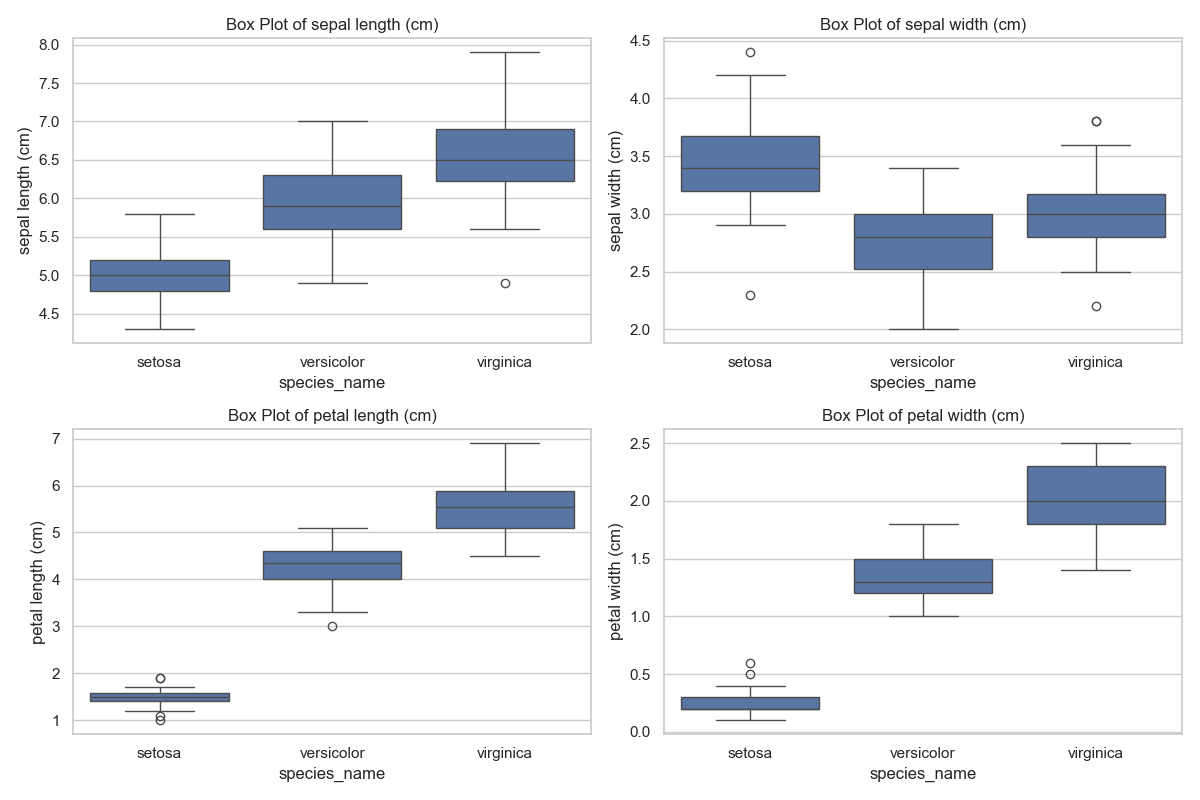 Box Plot of sepal length (cm)
8.0
7.5
7.0
6.5
6.0
5.5
5.0
4.5
sepal length (cm)
setosa versicolor virginica
species_name
Box Plot of sepal width (cm)
4.5
4.0
3.5
3.0
2.5
2.0
sepal width (cm)
setosa versicolor virginica
species_name
Box Plot of petal length (cm)
7
6
5
4
3
2
1
petal length (cm)
setosa versicolor virginica
species_name
Box Plot of petal width (cm)
2.5
2.0
1.5
1.0
0.5
0.0
petal width (cm)
setosa versicolor virginica
species_name